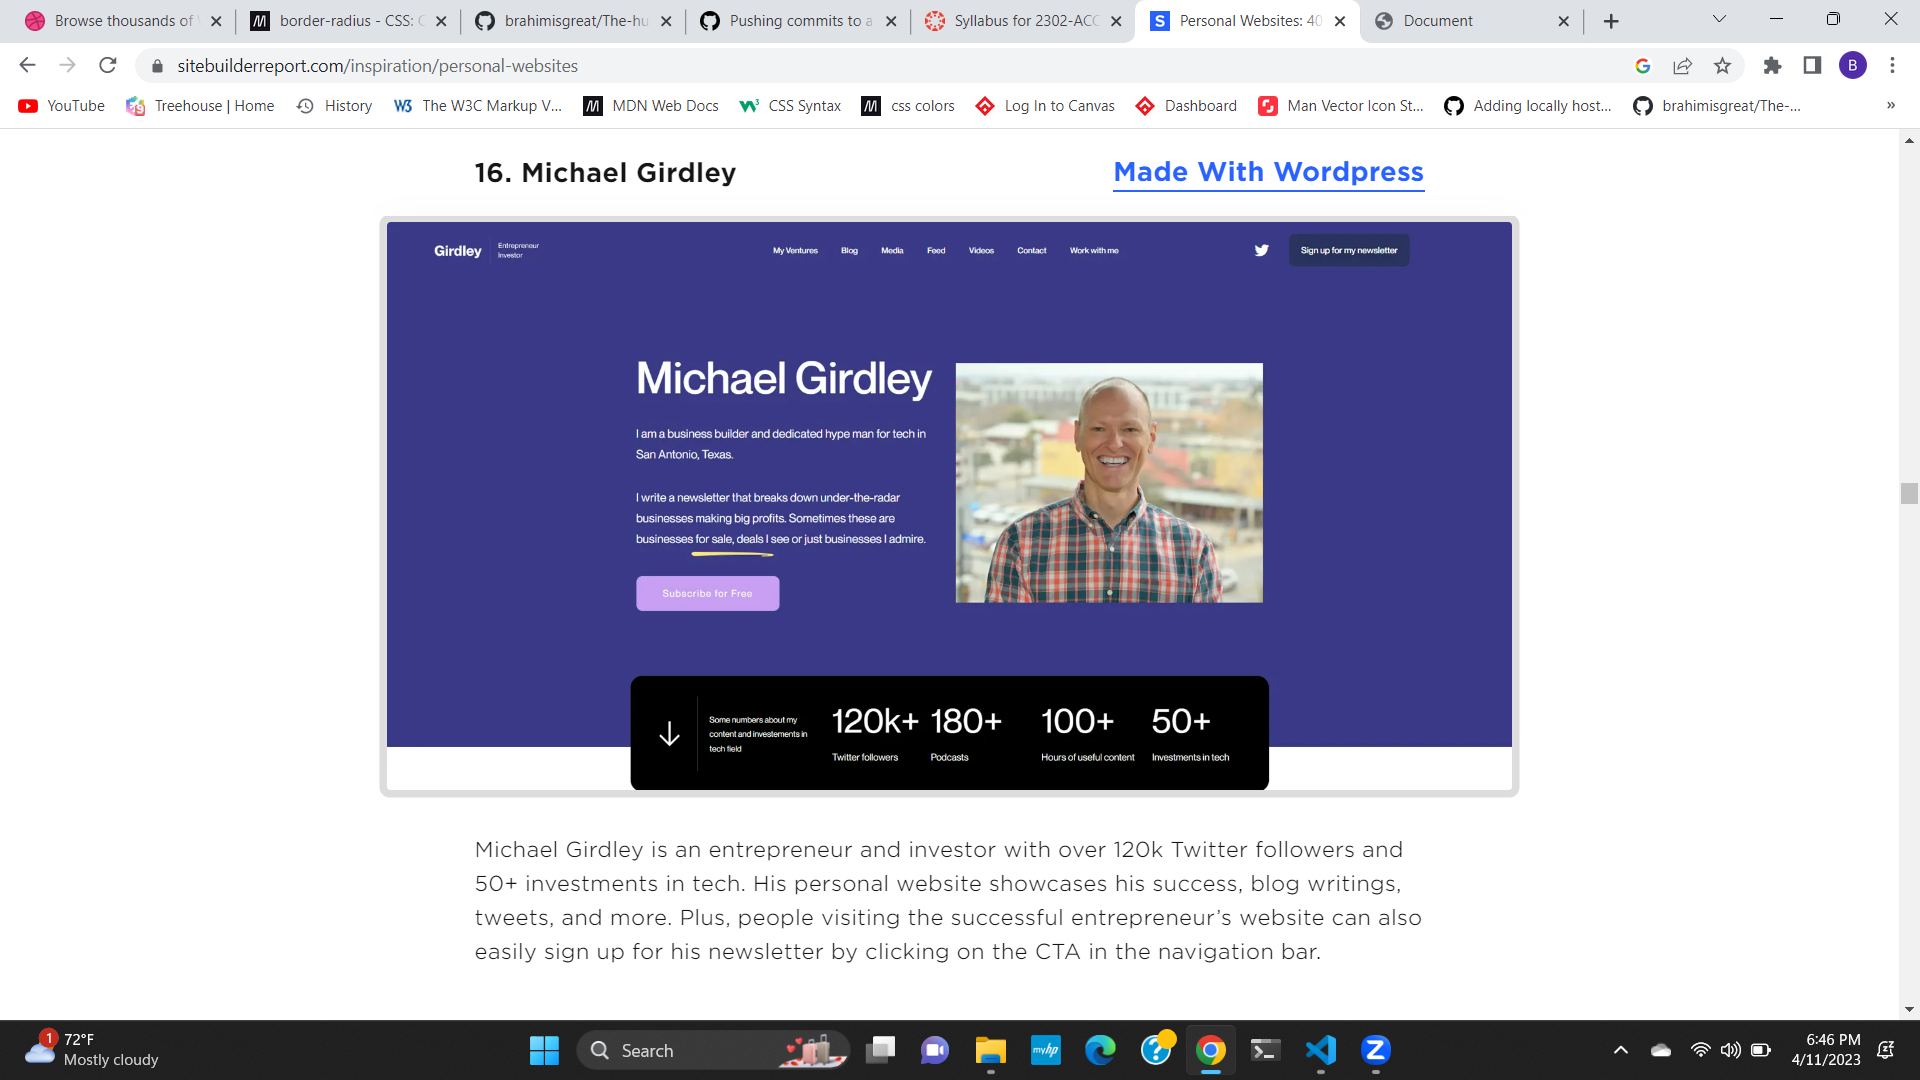 Browse thousands of
border-radius - CSS: C
brahimisgreat/The-hu
Pushing commits to a
Syllabus for 2302-ACC
Personal Websites: 40
Document
sitebuilderreport.com/inspiration/personal-websites
B
YouTube
Treehouse | Home
History
The W3C Markup V...
MDN Web Docs
CSS Syntax
css colors
Log In to Canvas
Dashboard
Man Vector Icon St...
Adding locally host...
brahimisgreat/The-...
»
16. Michael Girdley
Made With Wordpress
Girdley
Entrepreneur
Investor
My Ventures
Blog
Media
Feed
Videos
Contact
Work with me
Sign up for my newsletter
Michael Girdley
I am a business builder and dedicated hype man for tech in
San Antonio, Texas.
I write a newsletter that breaks down under-the-radar
businesses making big profits. Sometimes these are
businesses for sale, deals I see or just businesses I admire.
Subscribe for Free
Some numbers about my
content and investements in
tech field
120k+
Twitter followers
180+
Podcasts
100+
Hours of useful content
50+
Investments in tech
Michael Girdley is an entrepreneur and investor with over 120k Twitter followers and
50+ investments in tech. His personal website showcases his success, blog writings,
tweets, and more. Plus, people visiting the successful entrepreneur’s website can also
easily sign up for his newsletter by clicking on the CTA in the navigation bar.
1
72°F
Mostly cloudy
Search
myhp
6:46 PM
4/11/2023